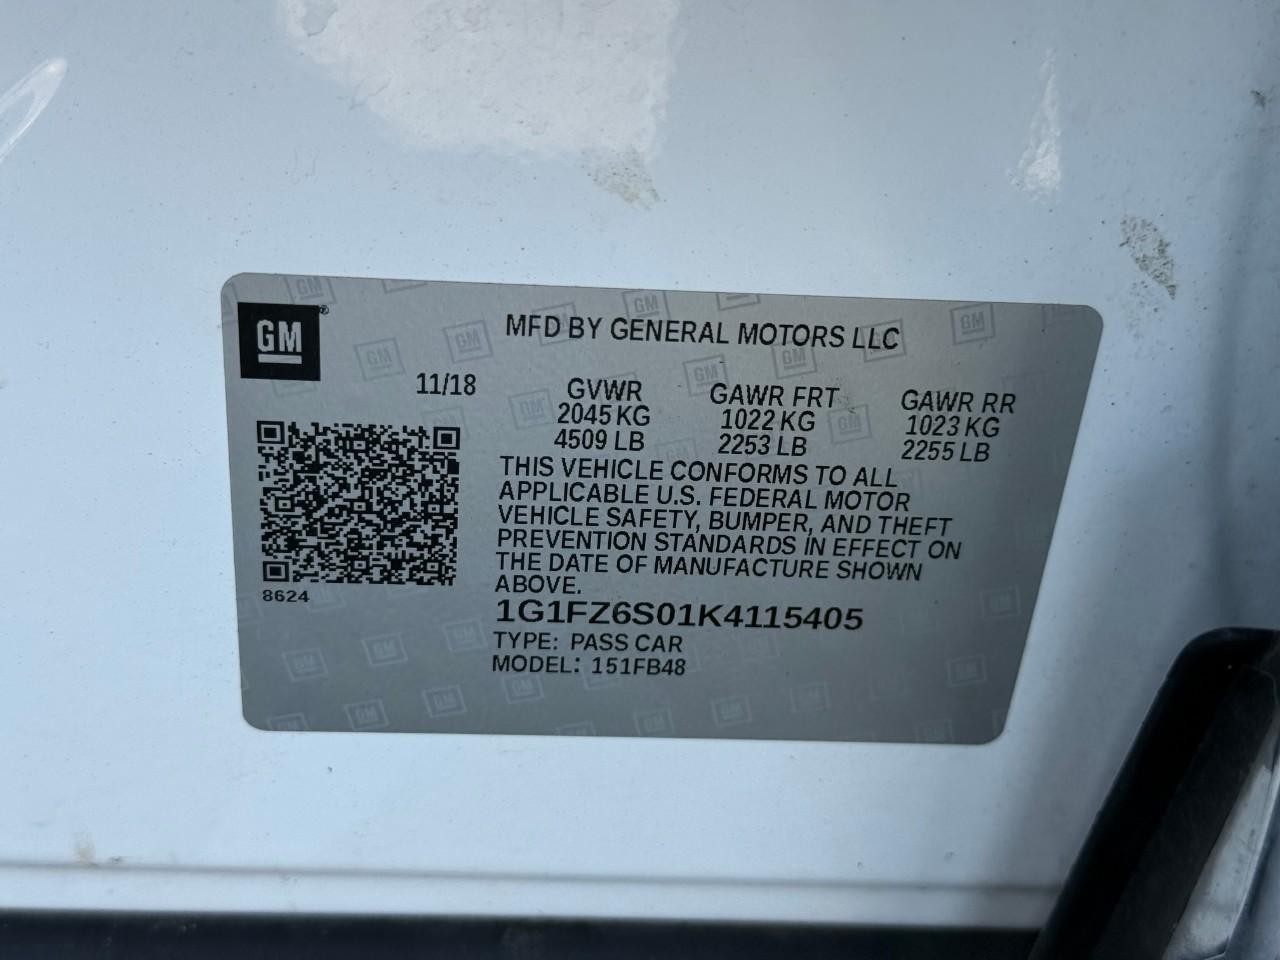 GM
MFD BY GENERAL MOTORS LLC
11/18
GVWR GAWR FRT GAWR RR
2045 KG 1022 KG 1023 KG
4509 LB 2253 LB 2255 LB
THIS VEHICLE CONFORMS TO ALL
APPLICABLE U.S. FEDERAL MOTOR
VEHICLE SAFETY, BUMPER, AND THEFT
PREVENTION STANDARDS IN EFFECT ON
THE DATE OF MANUFACTURE SHOWN
ABOVE.
8624
1G1FZ6S01K4115405
TYPE: PASS CAR
MODEL: 151FB48